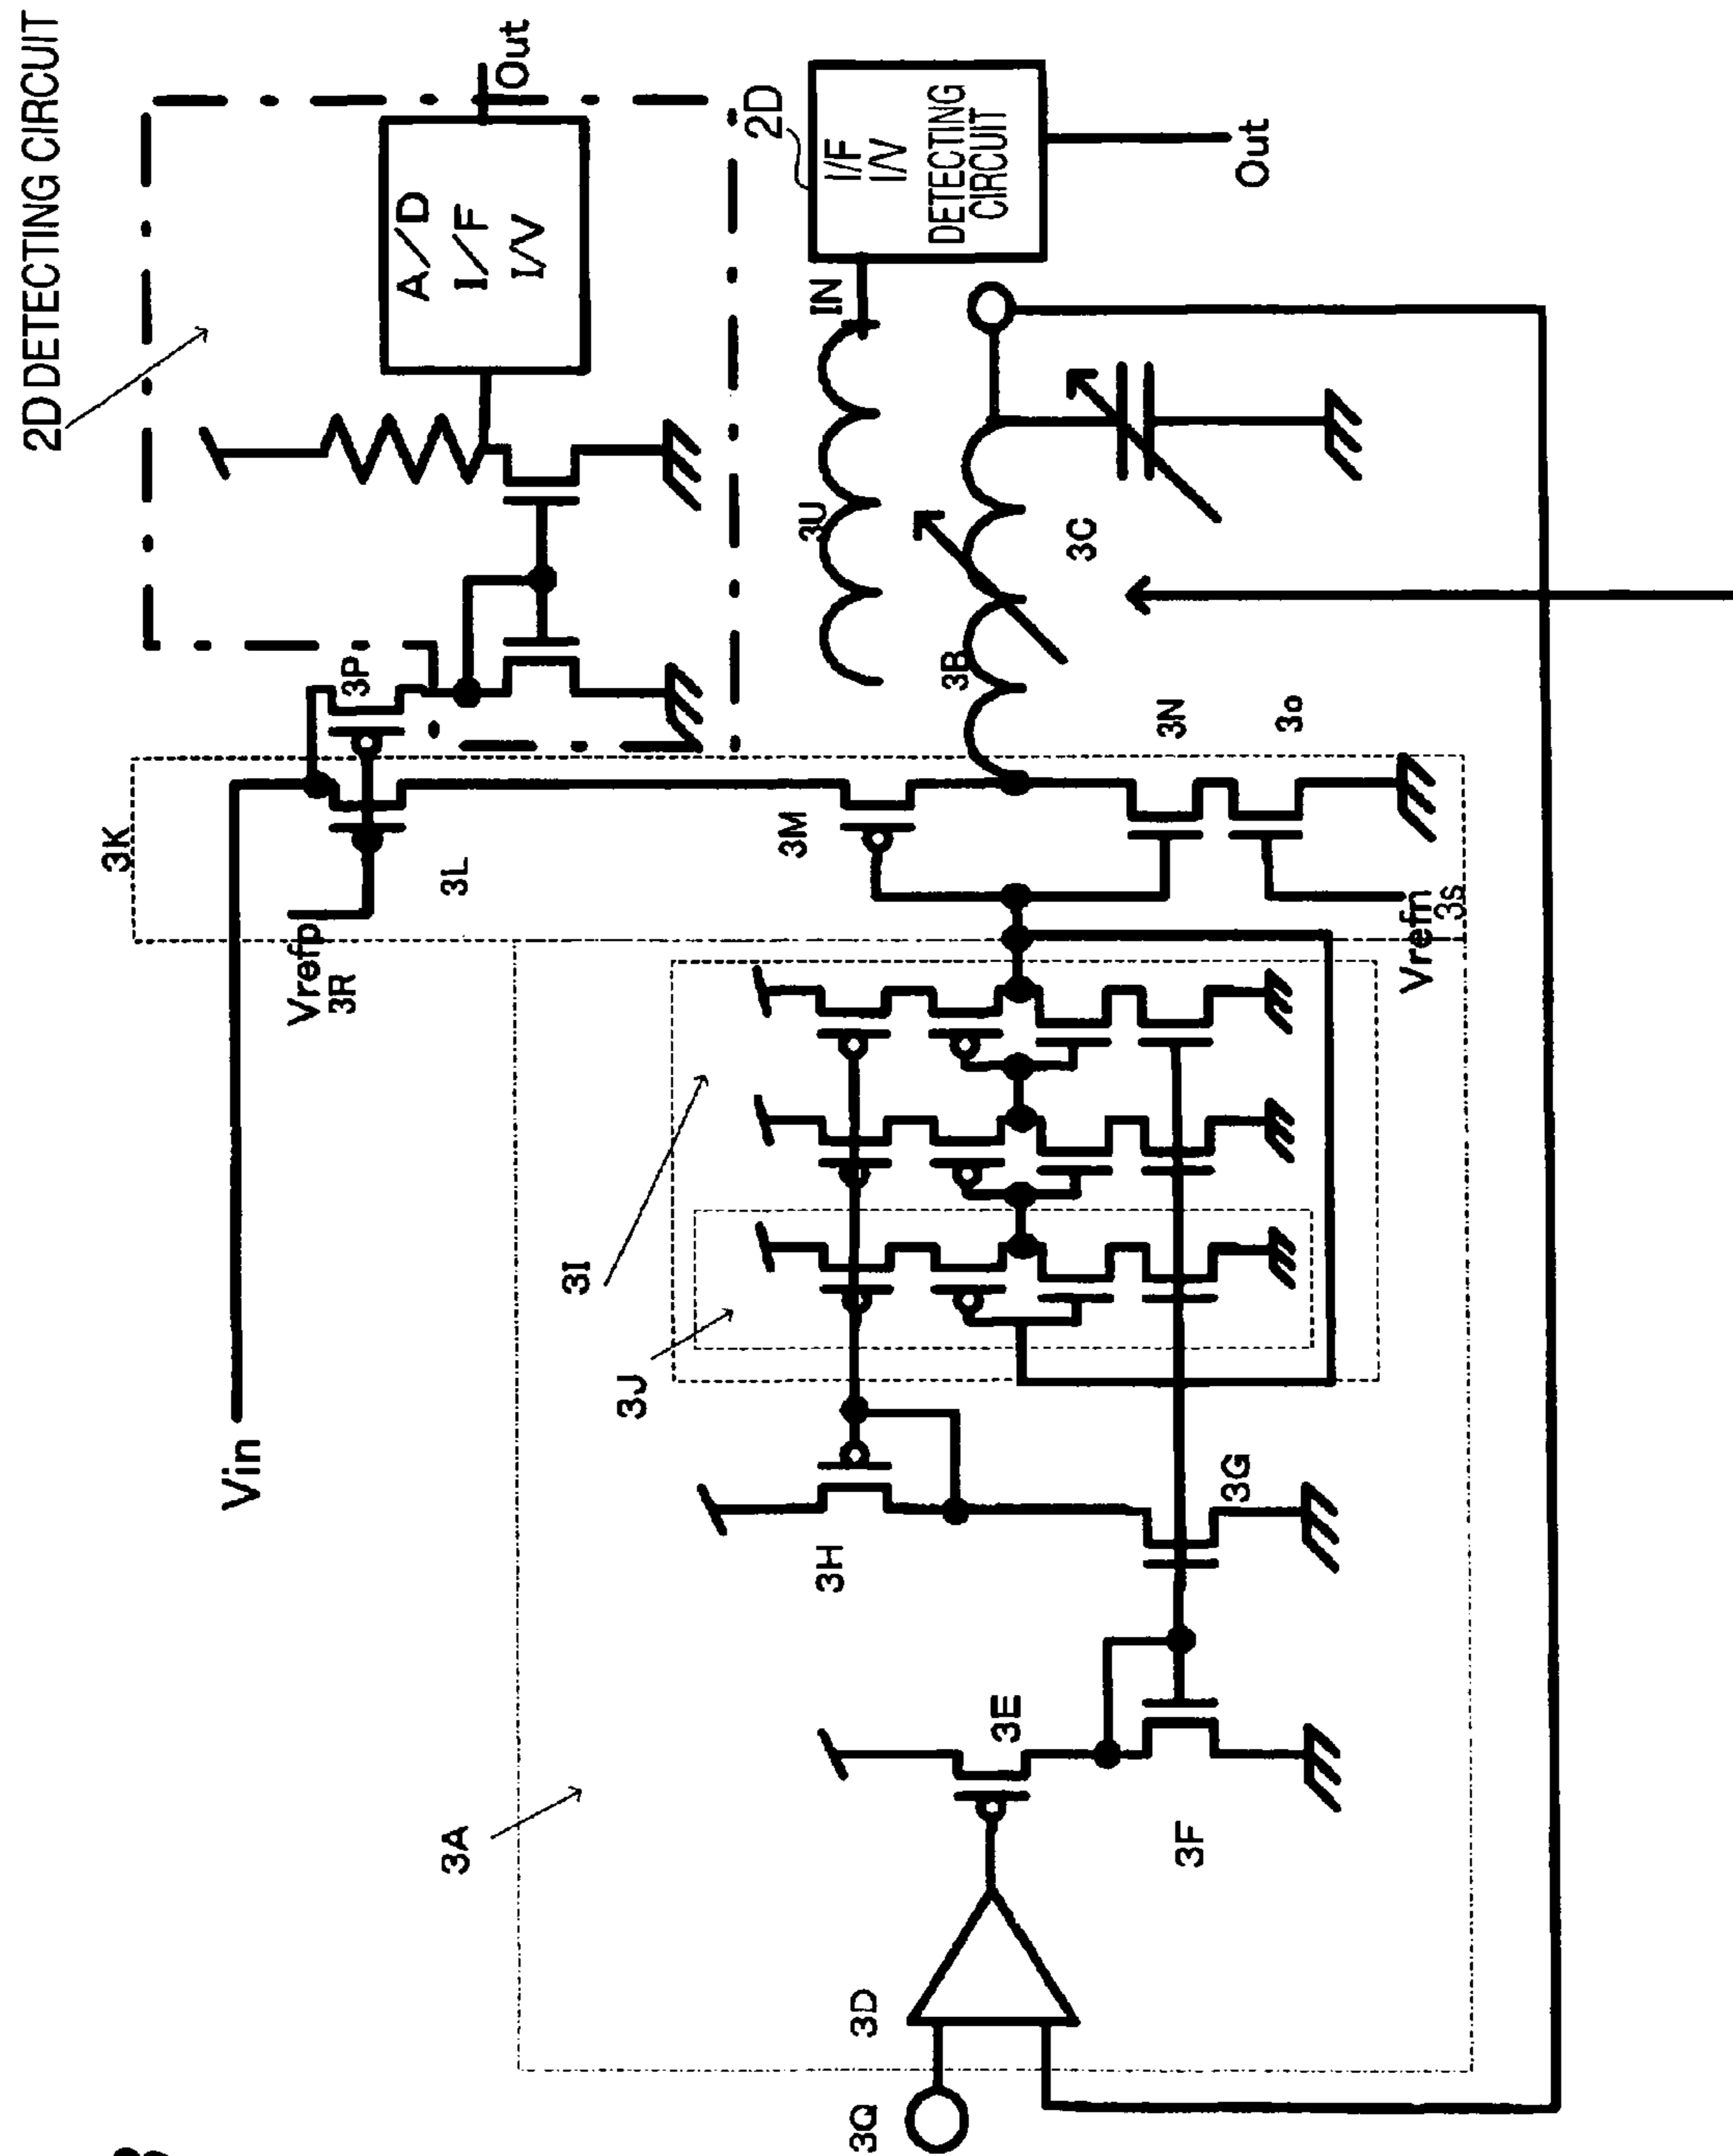 2D DETECTING CIRCUIT
Out
A/D
I/F
I/V
2D
I/F
I/V
DETECTING
CIRCUIT
Out
IN
3U
3C
3B
3P
3N
3o
3K
3L
3M
Vrefp
3R
Vrefn
3s
3I
3J
Vin
3H
3G
3E
3F
3A
3D
3Q